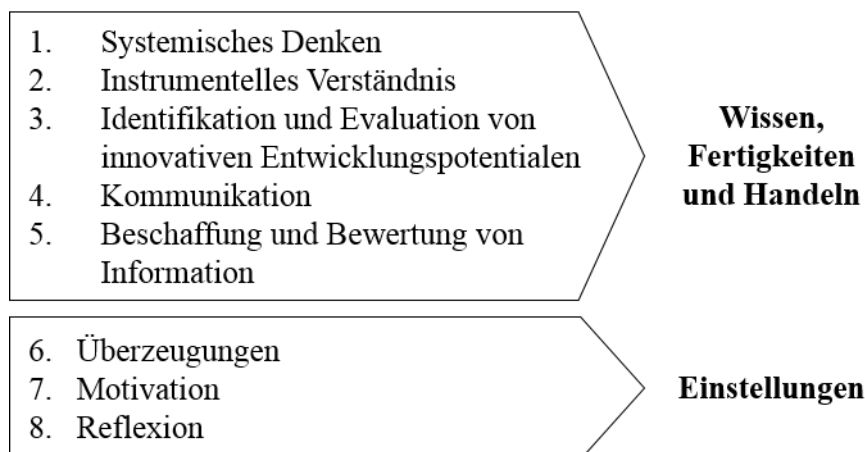 1. Systemisches Denken
2. Instrumentelles Verständnis
3. Identifikation und Evaluation von
innovativen Entwicklungspotentialen
4. Kommunikation
5. Beschaffung und Bewertung von
Information
Wissen,
Fertigkeiten
und Handeln
6. Überzeugungen
7. Motivation
8. Reflexion
Einstellungen